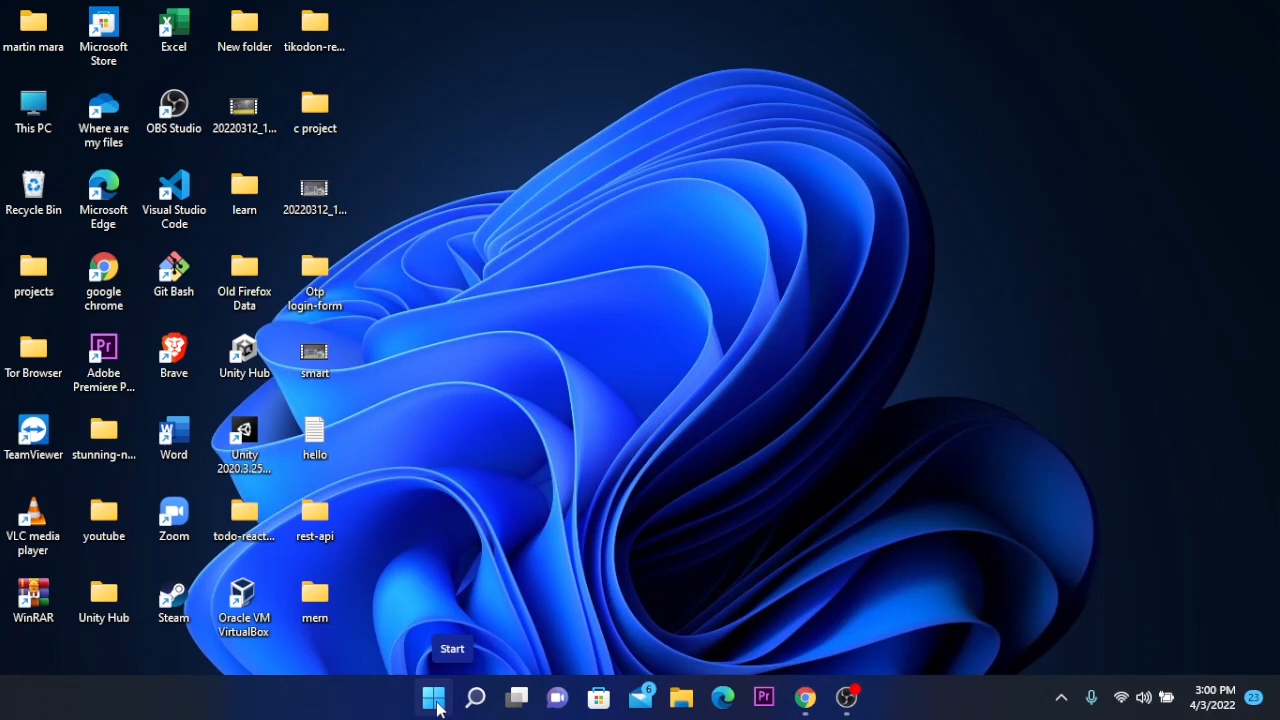 martin mara
Microsoft
Store
Excel
New folder
tikodon-re...
This PC
Where are
my files
OBS Studio
20220312_1...
c project
Recycle Bin
Microsoft
Edge
Visual Studio
Code
learn
20220312_1...
projects
google
chrome
Git Bash
Old Firefox
Data
Otp
login-form
Tor Browser
Adobe
Premiere P...
Brave
Unity Hub
smart
TeamViewer
stunning-n...
Word
Unity
2020.3.25...
hello
VLC media
player
youtube
Zoom
todo-react...
rest-api
WinRAR
Unity Hub
Steam
Oracle VM
VirtualBox
mern
Start
6
Pr
3:00 PM
4/3/2022
23